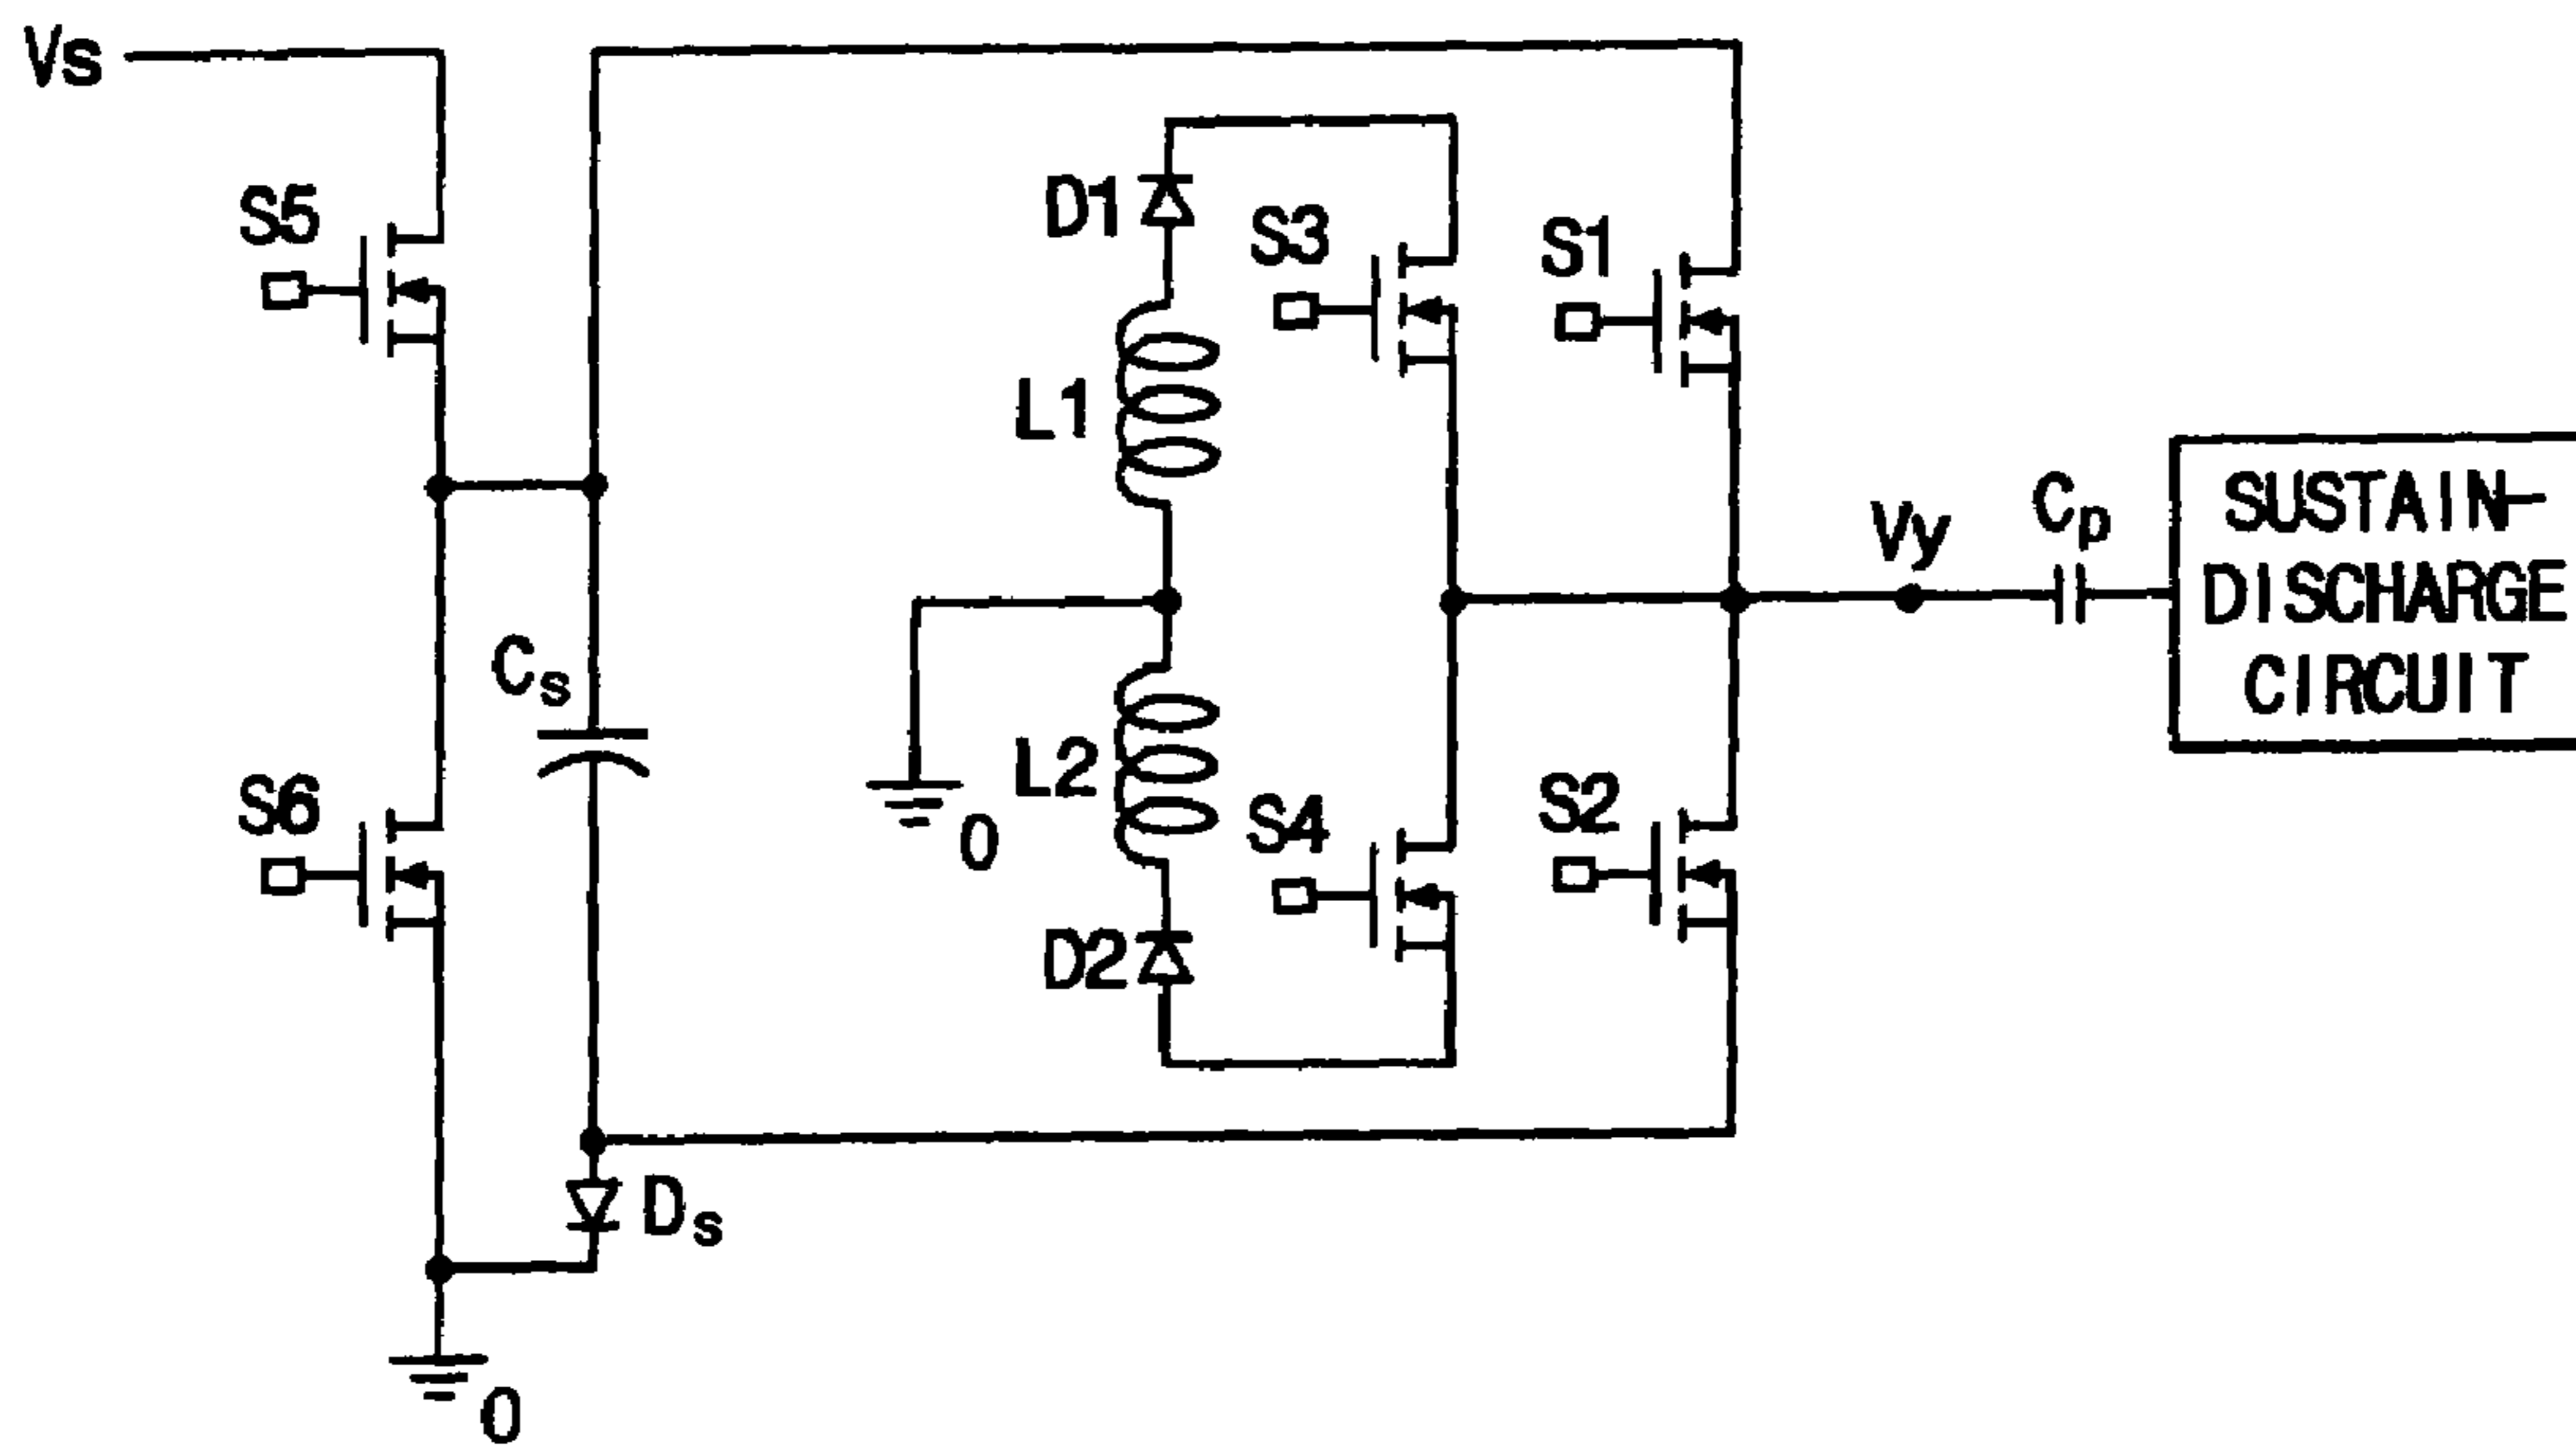 Vs
S5
D1
S3
S1
L1
Vy
Cp
SUSTAIN-
DISCHARGE
CIRCUIT
Cs
L2
S6
0
S4
S2
D2
Ds
0